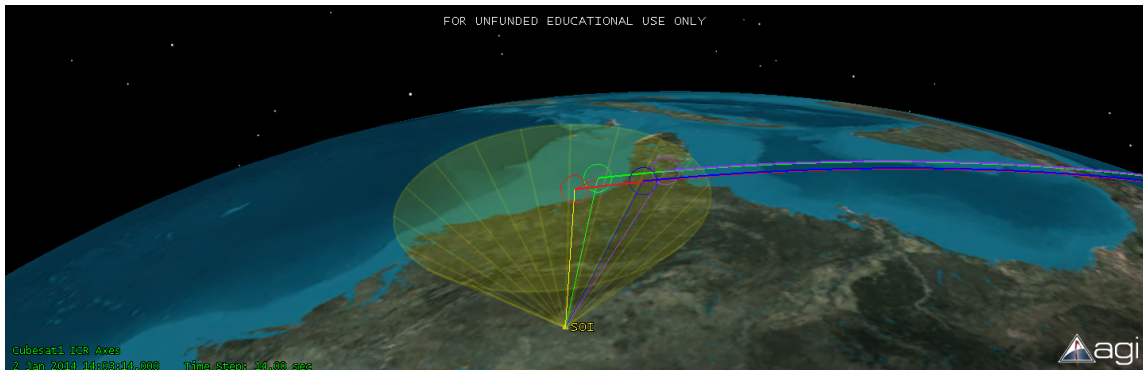 FOR UNFUNDED EDUCATIONAL USE ONLY
SOI
Cubesat1 ICR Axes
2 Jan 2014 14:03:14.000 Time Step: 14.00 sec
agi